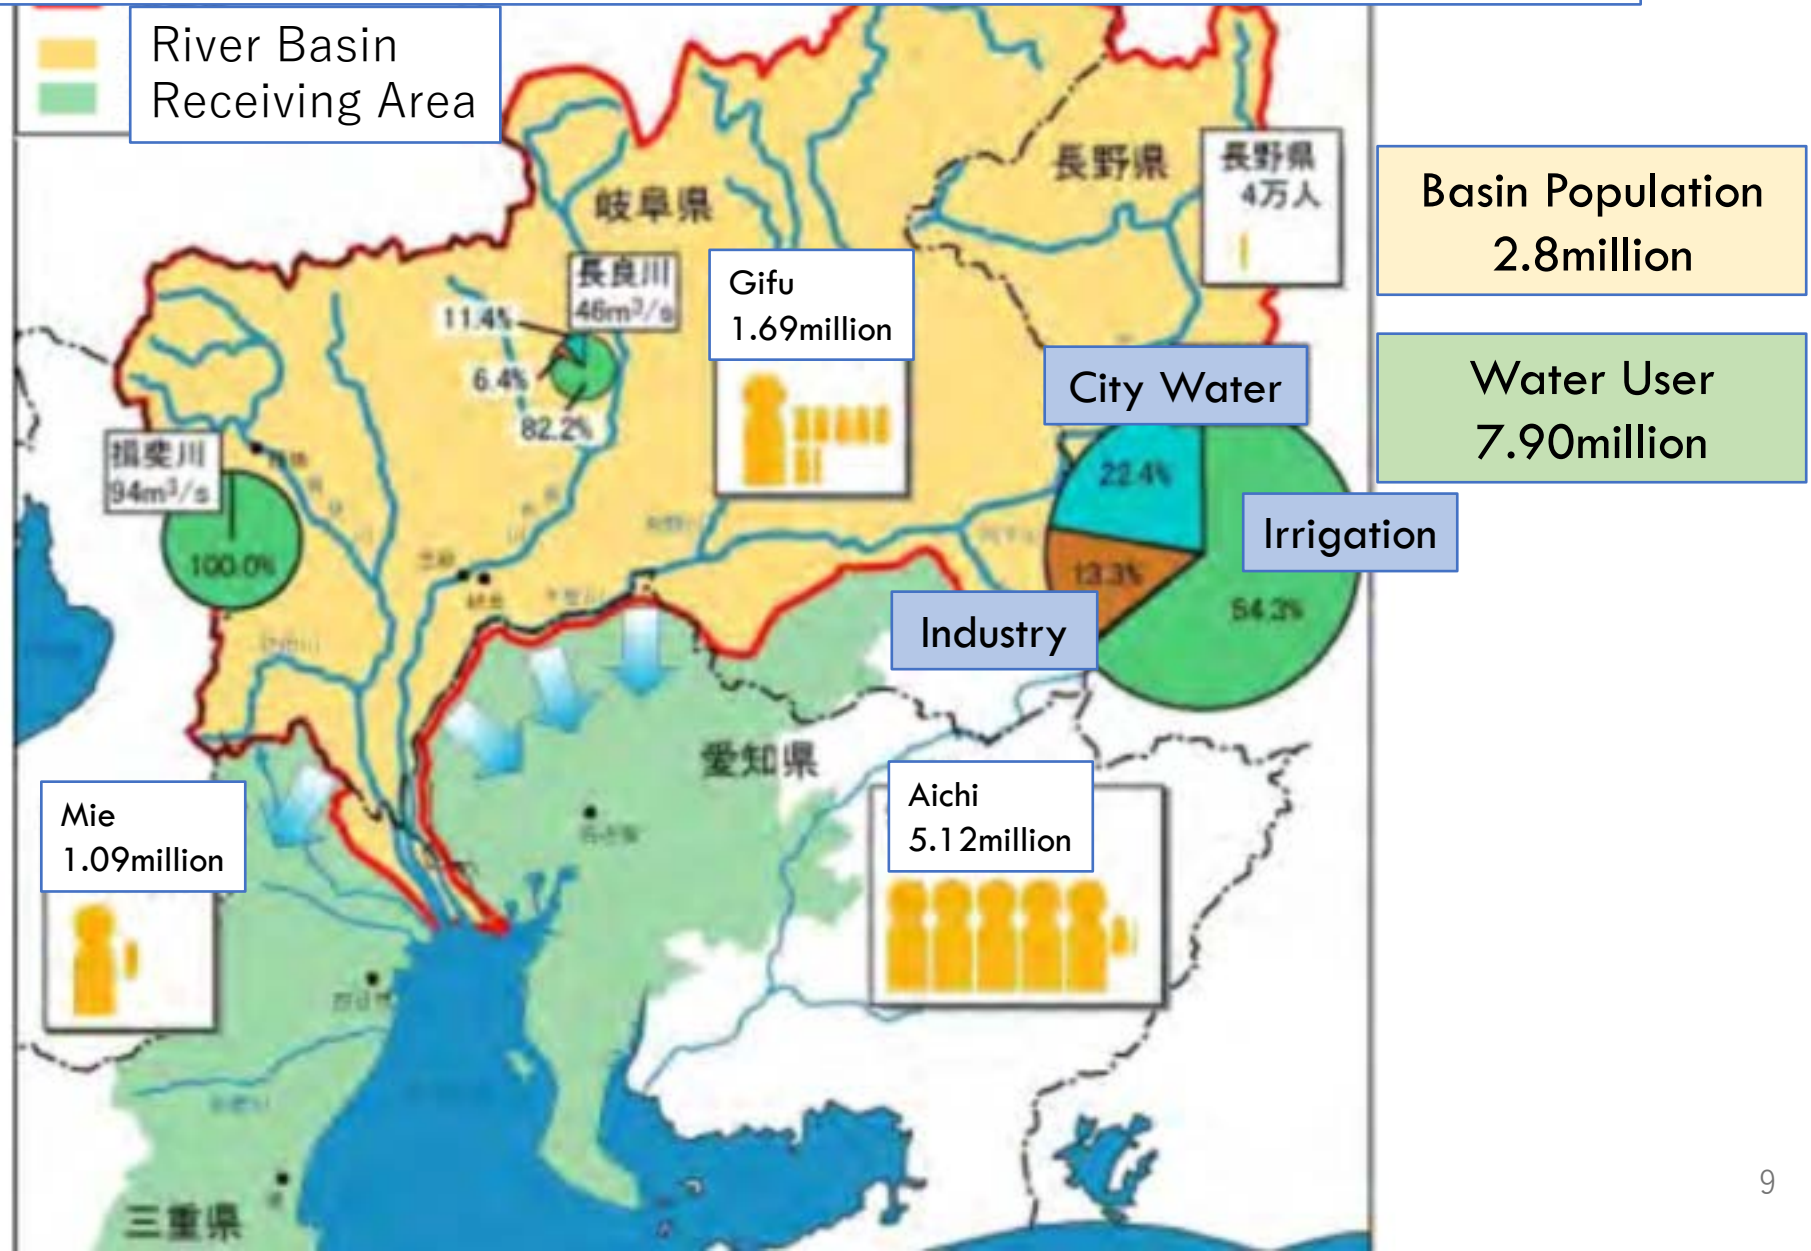 River Basin
Receiving Area
岐阜県
長野県
長野県
4万人
Basin Population
2.8million
長良川
46m³/s
11.4%
6.4%
82.2%
Gifu
1.69million
City Water
Water User
7.90million
揖斐川
94m³/s
100.0%
22.4%
13.3%
64.3%
Irrigation
Industry
愛知県
Mie
1.09million
Aichi
5.12million
三重県
9